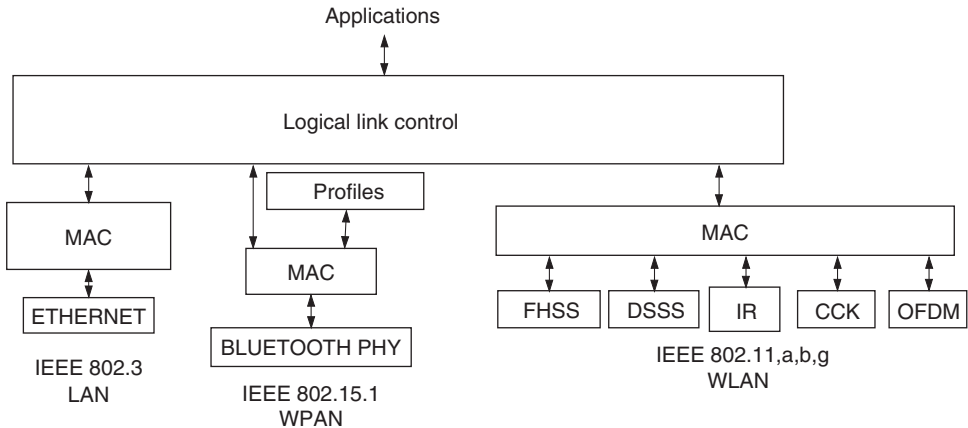 Applications
Logical link control
Profiles
MAC
MAC
MAC
ETHERNET
FHSS
DSSS
IR
CCK
OFDM
BLUETOOTH PHY
IEEE 802.3
LAN
IEEE 802.15.1
WPAN
IEEE 802.11,a,b,g
WLAN